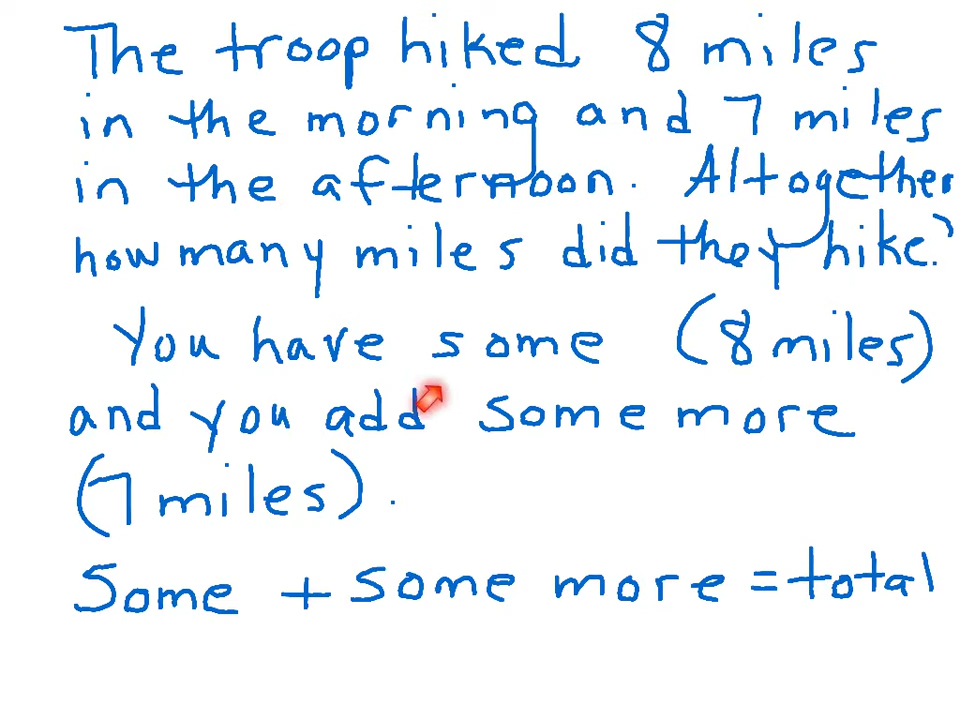 The troop hiked 8 miles
in the morning and 7 miles
in the afternoon. Altogether
how many miles did they hike?
You have some (8 miles)
and you add some more
(7 miles).
Some + some more = total